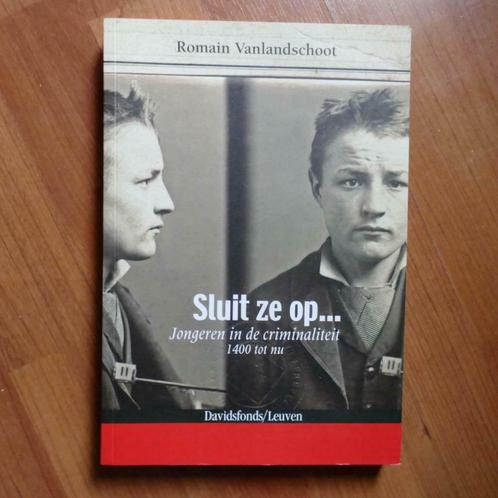 Romain Vanlandschoot
Sluit ze op...
Jongeren in de criminaliteit
1400 tot nu
Davidsfonds/Leuven